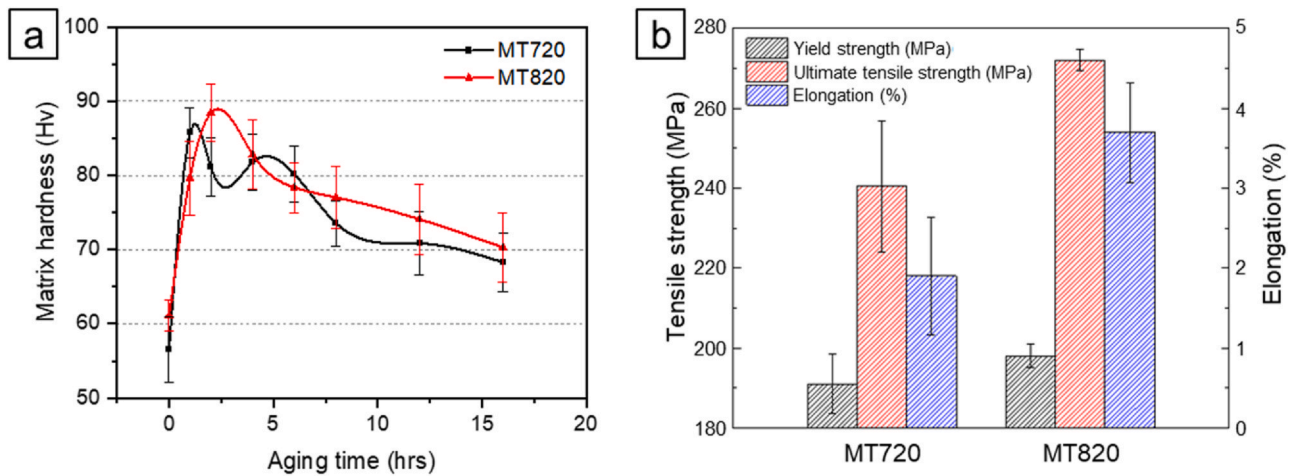 a
100
90
80
70
60
50
0
5
10
15
20
Matrix hardness (Hv)
Aging time (hrs)
MT720
MT820
b
280
260
240
220
200
180
Tensile strength (MPa)
Yield strength (MPa)
Ultimate tensile strength (MPa)
Elongation (%)
MT720
MT820
5
4
3
2
1
0
Elongation (%)